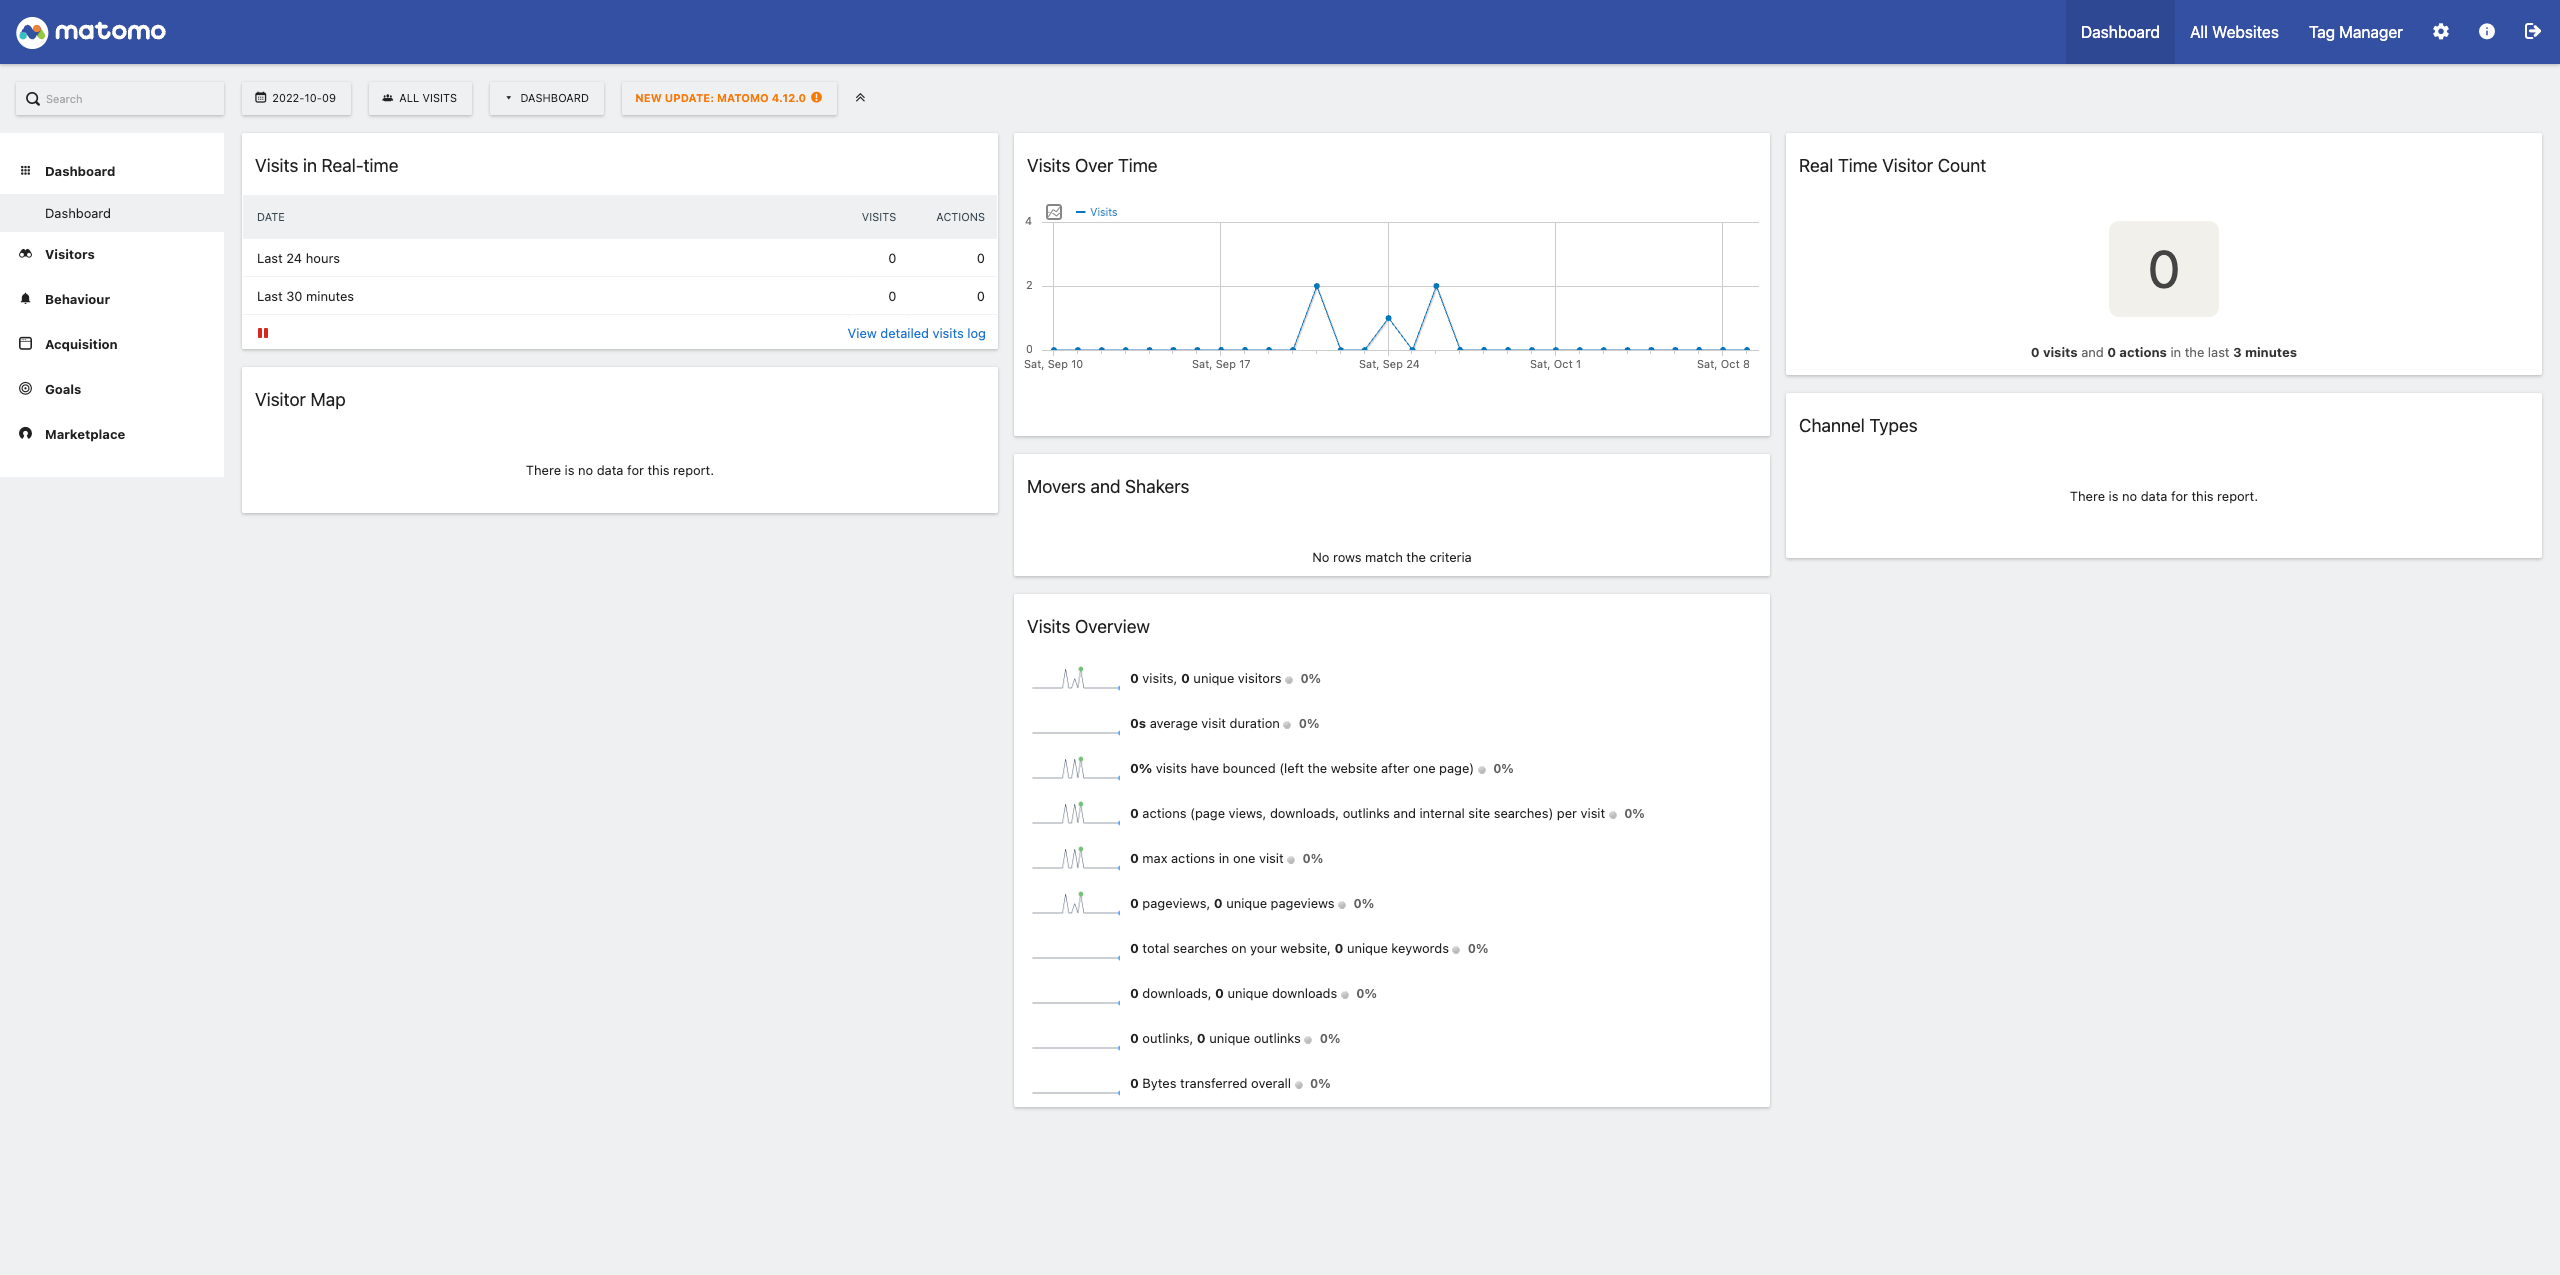 matomo
Dashboard
All Websites
Tag Manager
Search
2022-10-09
ALL VISITS
DASHBOARD
NEW UPDATE: MATOMO 4.12.0
Dashboard
Dashboard
Visitors
Behaviour
Acquisition
Goals
Marketplace
Visits in Real-time
DATE VISITS ACTIONS
Last 24 hours 0 0
Last 30 minutes 0 0
View detailed visits log
Visitor Map
There is no data for this report.
Visits Over Time
Visits
4
2
0
Sat, Sep 10 Sat, Sep 17 Sat, Sep 24 Sat, Oct 1 Sat, Oct 8
Movers and Shakers
No rows match the criteria
Visits Overview
0 visits, 0 unique visitors 0%
0s average visit duration 0%
0% visits have bounced (left the website after one page) 0%
0 actions (page views, downloads, outlinks and internal site searches) per visit 0%
0 max actions in one visit 0%
0 pageviews, 0 unique pageviews 0%
0 total searches on your website, 0 unique keywords 0%
0 downloads, 0 unique downloads 0%
0 outlinks, 0 unique outlinks 0%
0 Bytes transferred overall 0%
Real Time Visitor Count
0
0 visits and 0 actions in the last 3 minutes
Channel Types
There is no data for this report.